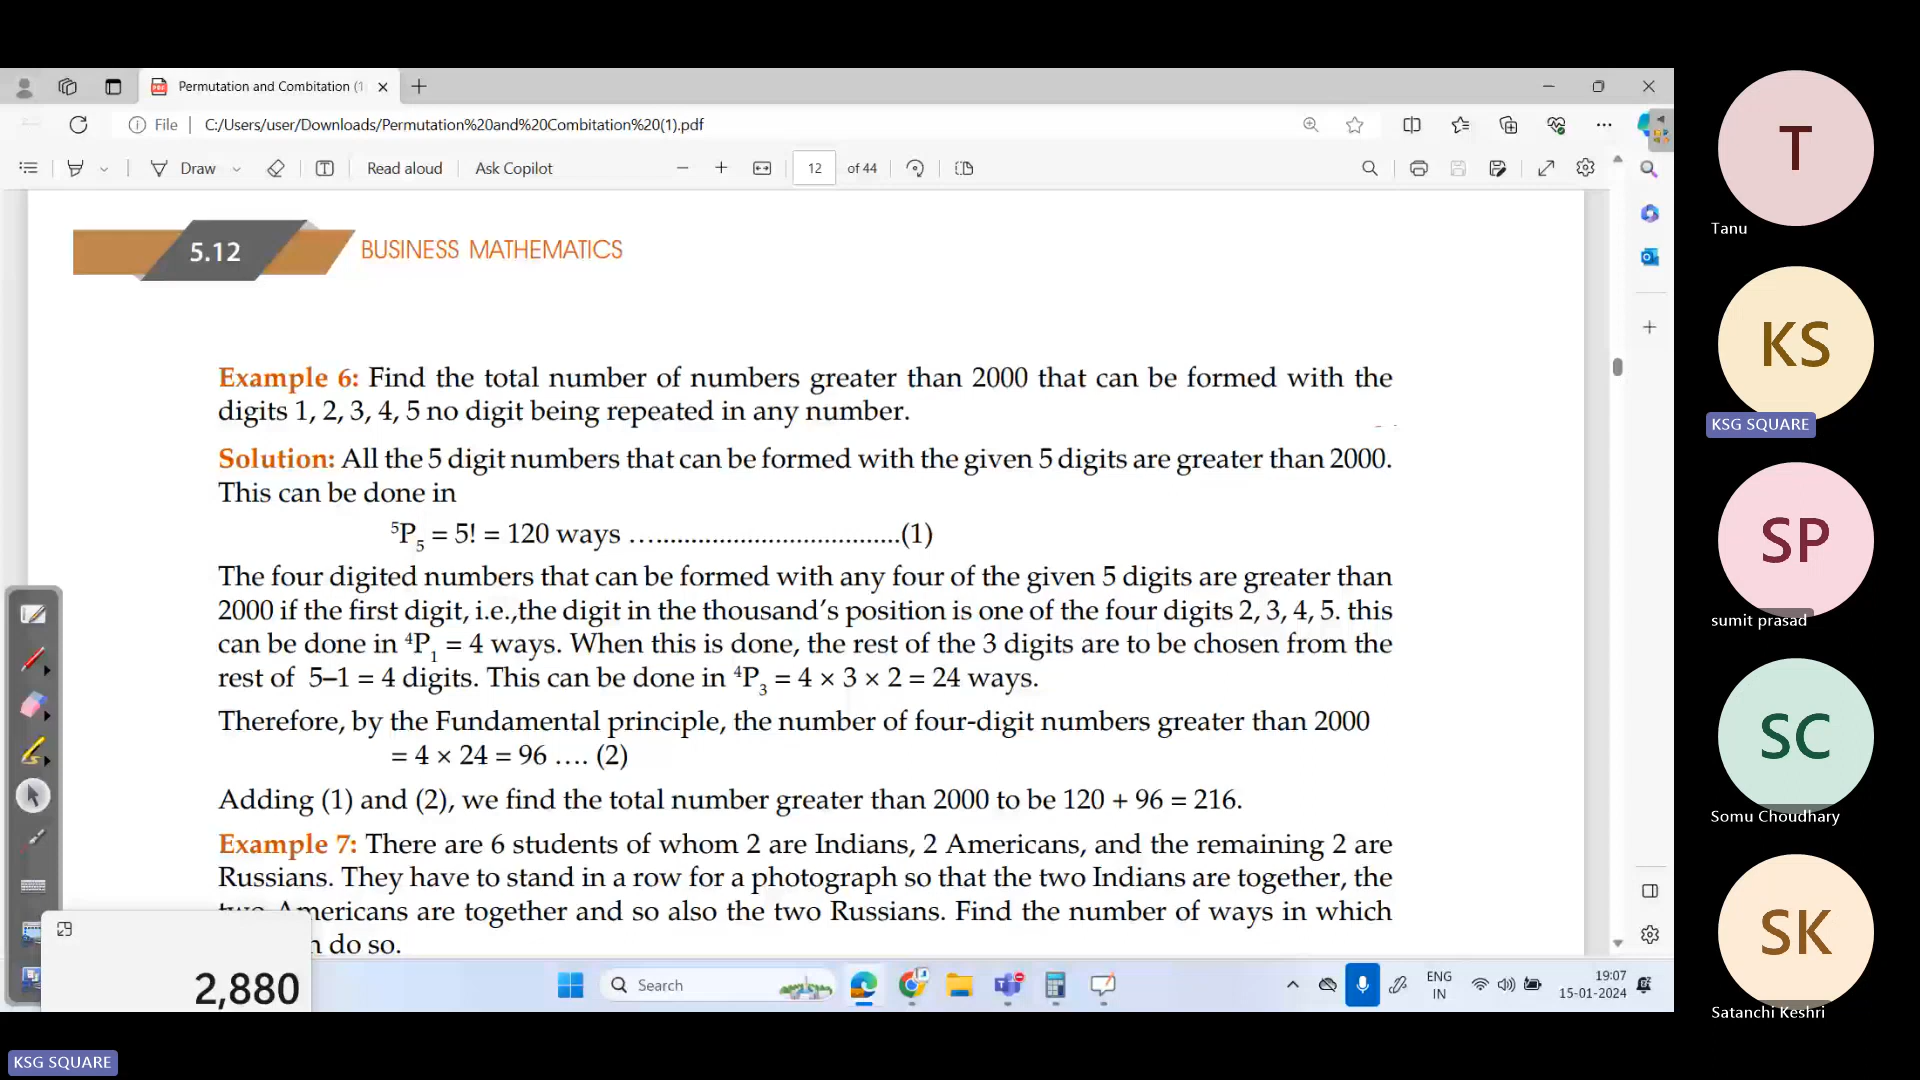 Permutation and Combitation (1
File
C:/Users/user/Downloads/Permutation%20and%20Combitation%20(1).pdf
Draw
Read aloud
Ask Copilot
12
of 44
5.12
BUSINESS MATHEMATICS
Example 6: Find the total number of numbers greater than 2000 that can be formed with the
digits 1, 2, 3, 4, 5 no digit being repeated in any number.
Solution: All the 5 digit numbers that can be formed with the given 5 digits are greater than 2000.
This can be done in
⁵P₅ = 5! = 120 ways …..................................(1)
The four digited numbers that can be formed with any four of the given 5 digits are greater than
2000 if the first digit, i.e.,the digit in the thousand's position is one of the four digits 2, 3, 4, 5. this
can be done in ⁴P₁ = 4 ways. When this is done, the rest of the 3 digits are to be chosen from the
rest of 5–1 = 4 digits. This can be done in ⁴P₃ = 4 × 3 × 2 = 24 ways.
Therefore, by the Fundamental principle, the number of four-digit numbers greater than 2000
= 4 × 24 = 96 …. (2)
Adding (1) and (2), we find the total number greater than 2000 to be 120 + 96 = 216.
Example 7: There are 6 students of whom 2 are Indians, 2 Americans, and the remaining 2 are
Russians. They have to stand in a row for a photograph so that the two Indians are together, the
two Americans are together and so also the two Russians. Find the number of ways in which
do so.
2,880
Search
ENG
IN
19:07
15-01-2024
T
Tanu
KS
KSG SQUARE
SP
sumit prasad
SC
Somu Choudhary
SK
Satanchi Keshri
KSG SQUARE